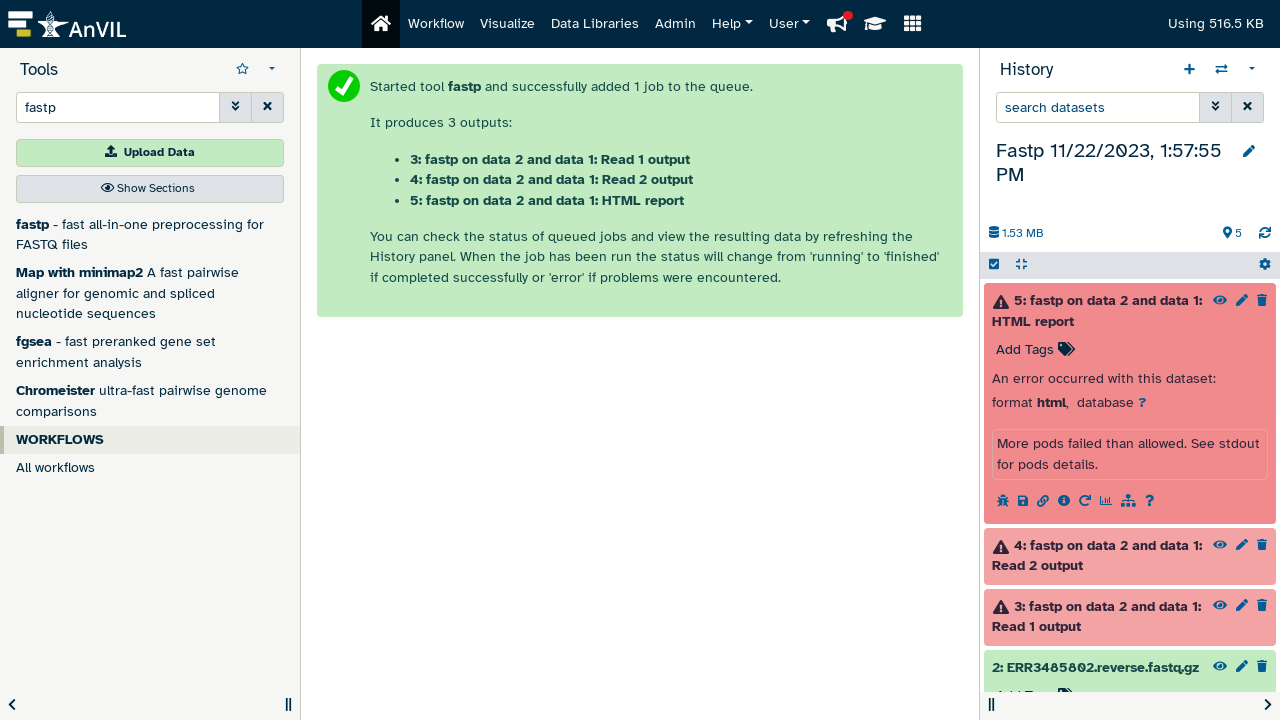 AnVIL
Workflow
Visualize
Data Libraries
Admin
Help
User
Using 516.5 KB
Tools
fastp
Upload Data
Show Sections
fastp - fast all-in-one preprocessing for
FASTQ files
Map with minimap2 A fast pairwise
aligner for genomic and spliced
nucleotide sequences
fgsea - fast preranked gene set
enrichment analysis
Chromeister ultra-fast pairwise genome
comparisons
WORKFLOWS
All workflows
Started tool fastp and successfully added 1 job to the queue.
It produces 3 outputs:
3: fastp on data 2 and data 1: Read 1 output
4: fastp on data 2 and data 1: Read 2 output
5: fastp on data 2 and data 1: HTML report
You can check the status of queued jobs and view the resulting data by refreshing the
History panel. When the job has been run the status will change from 'running' to 'finished'
if completed successfully or 'error' if problems were encountered.
History
search datasets
Fastp 11/22/2023, 1:57:55
PM
1.53 MB
5
5: fastp on data 2 and data 1:
HTML report
Add Tags
An error occurred with this dataset:
format html, database ?
More pods failed than allowed. See stdout
for pods details.
4: fastp on data 2 and data 1:
Read 2 output
3: fastp on data 2 and data 1:
Read 1 output
2: ERR3485802.reverse.fastq.gz
Add Tags